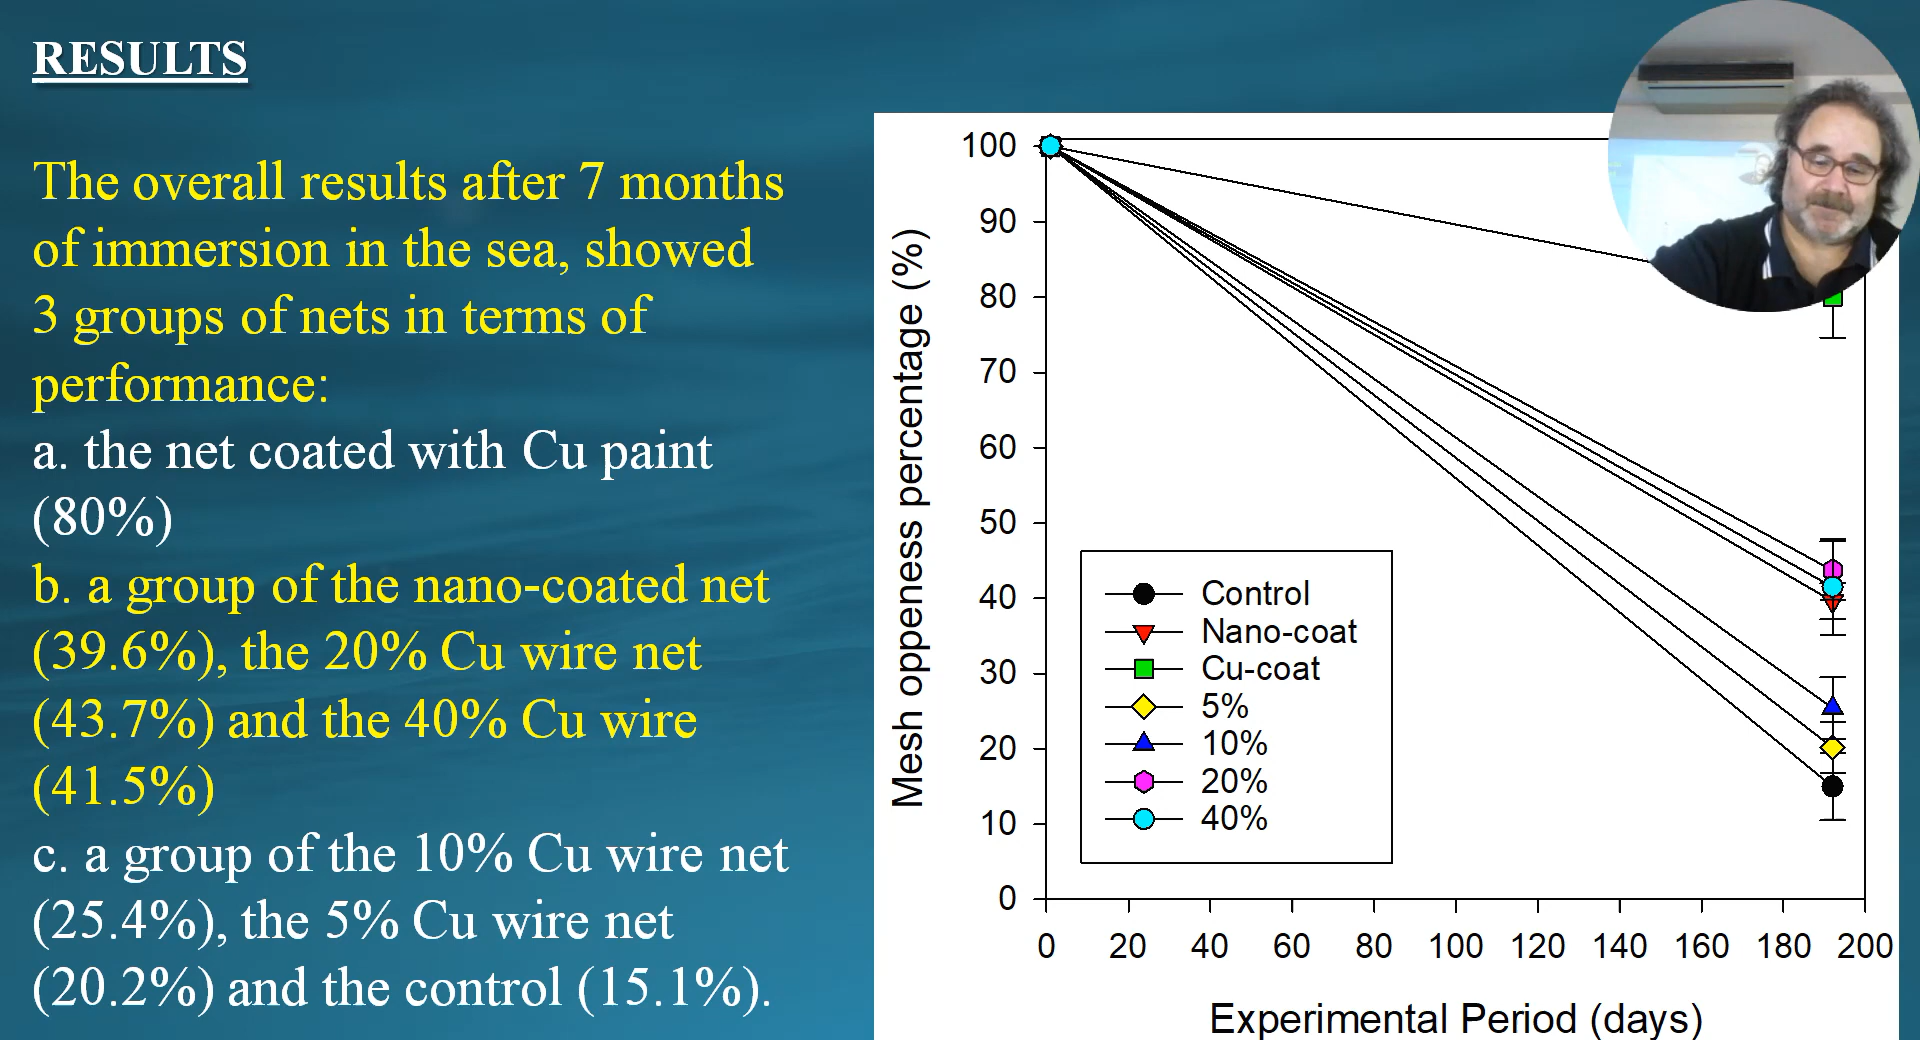 RESULTS
The overall results after 7 months
of immersion in the sea, showed
3 groups of nets in terms of
performance:
a. the net coated with Cu paint
(80%)
b. a group of the nano-coated net
(39.6%), the 20% Cu wire net
(43.7%) and the 40% Cu wire
(41.5%)
c. a group of the 10% Cu wire net
(25.4%), the 5% Cu wire net
(20.2%) and the control (15.1%).
Mesh oppeness percentage (%)
100
90
80
70
60
50
40
30
20
10
0
Control
Nano-coat
Cu-coat
5%
10%
20%
40%
0 20 40 60 80 100 120 140 160 180 200
Experimental Period (days)